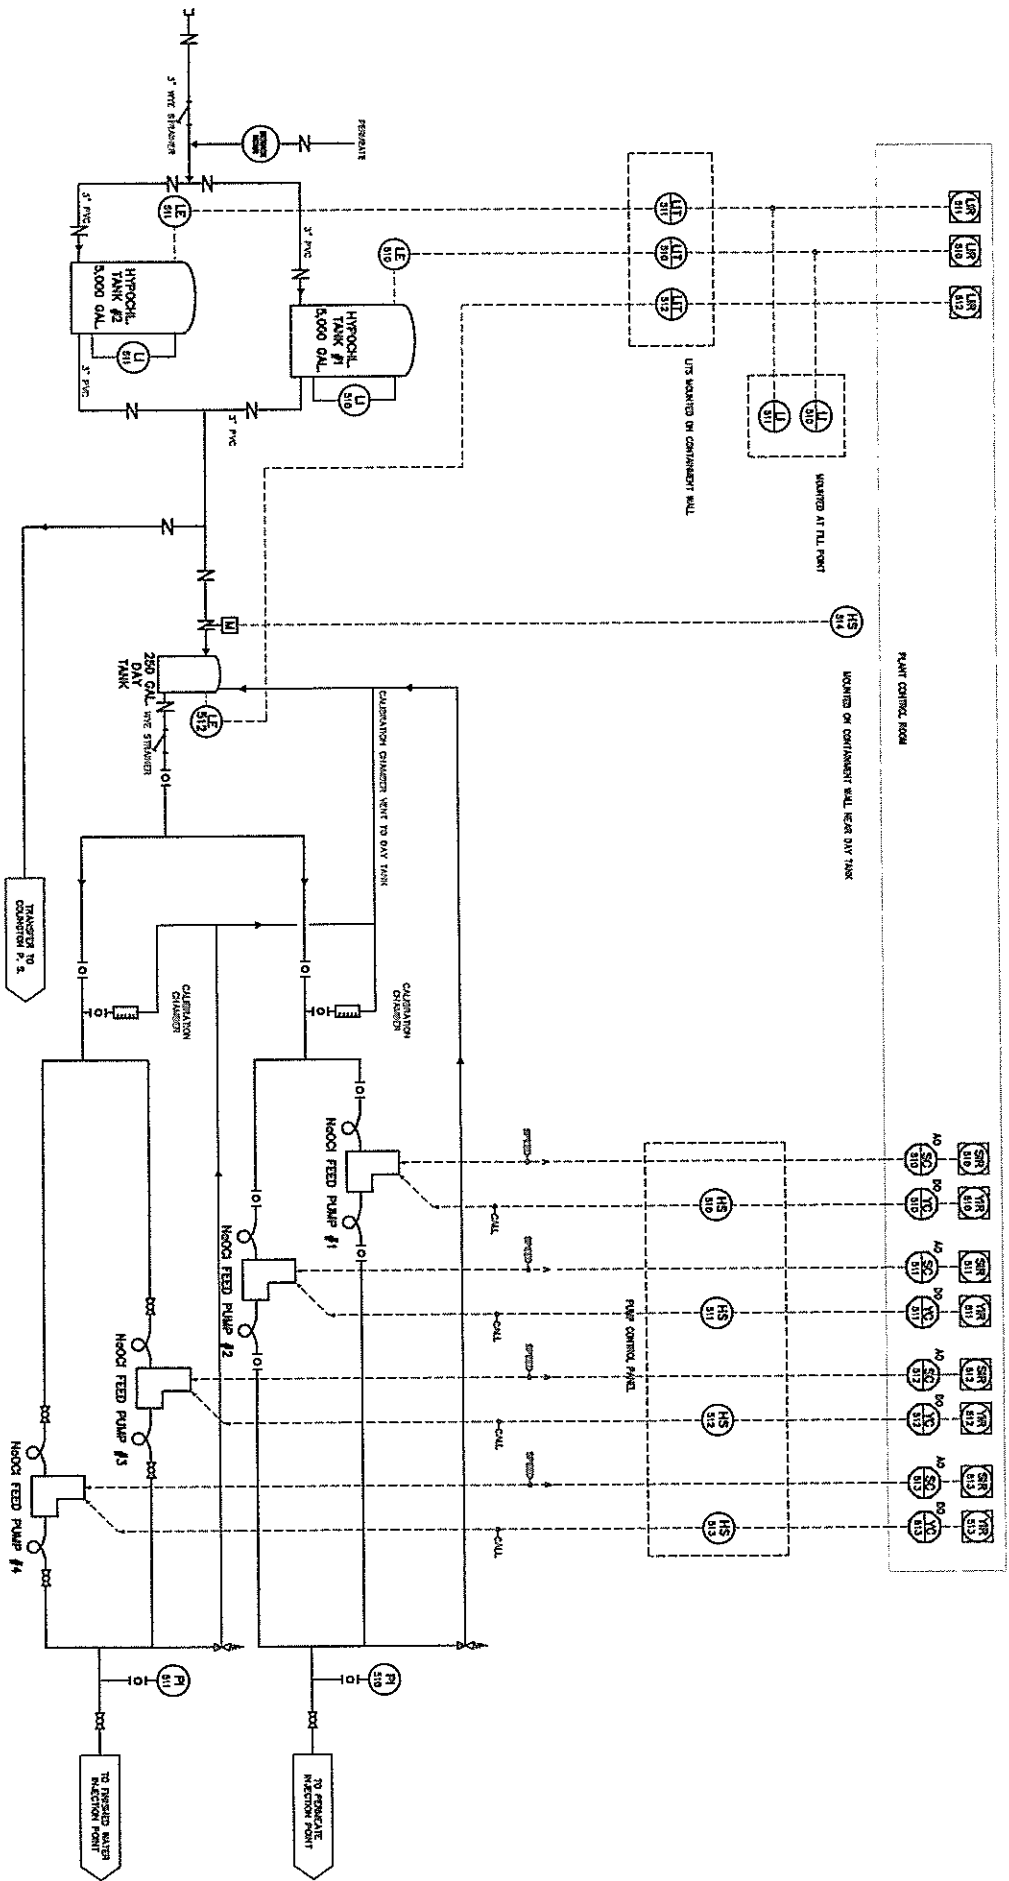 PLANT CONTROL ROOM
LIR
511
LIR
510
LIR
512
SIR
510
YIR
510
SIR
511
YIR
511
SIR
512
YIR
512
SIR
513
YIR
513
AO
SC
510
DO
YC
510
AO
SC
511
DO
YC
511
AO
SC
512
DO
YC
512
AO
SC
513
DO
YC
513
HS
514
MOUNTED ON CONTAINMENT WALL NEAR DAY TANK
LI
510
LI
511
MOUNTED AT FILL POINT
LIT
511
LIT
510
LIT
512
LITS MOUNTED ON CONTAINMENT WALL
HS
510
HS
511
HS
512
HS
513
PUMP CONTROL PANEL
SPEED
CALL
SPEED
CALL
SPEED
CALL
SPEED
CALL
PERMEATE
3" WYE STRAINER
LE
511
LE
510
3" PVC
3" PVC
HYPOCHL.
TANK #1
5,000 GAL.
LI
510
HYPOCHL.
TANK #2
5,000 GAL.
LI
511
3" PVC
3" PVC
M
250 GAL.
DAY
TANK
LE
512
WYE STRAINER
CALIBRATION CHAMBER VENT TO DAY TANK
TRANSFER TO
COVINGTON P. S.
CALIBRATION
CHAMBER
CALIBRATION
CHAMBER
NaOCl FEED PUMP #1
NaOCl FEED PUMP #2
NaOCl FEED PUMP #3
NaOCl FEED PUMP #4
PI
510
PI
511
TO PERMEATE
INJECTION POINT
TO FINISHED WATER
INJECTION POINT